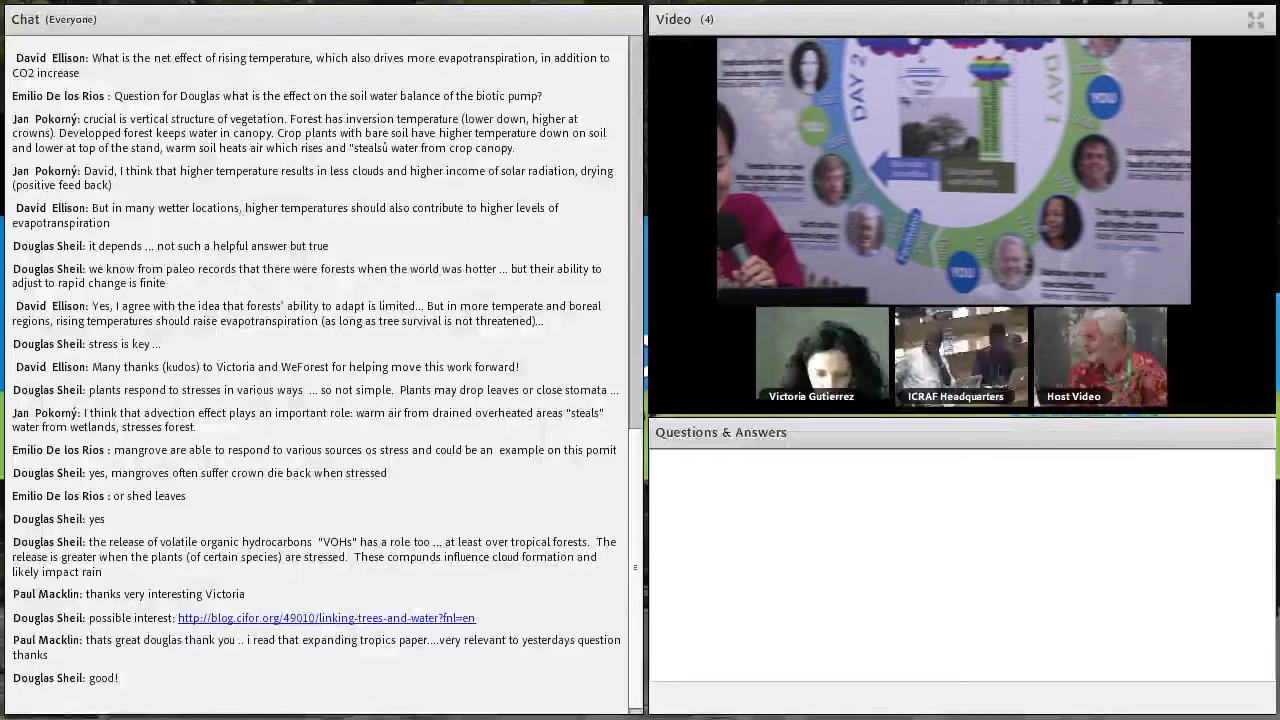 Chat (Everyone)
David Ellison: What is the net effect of rising temperature, which also drives more evapotranspiration, in addition to
CO2 increase
Emilio De los Rios : Question for Douglas what is the effect on the soil water balance of the biotic pump?
Jan Pokorný: crucial is vertical structure of vegetation Forest has inversion temperature (lower down, higher at
crowns). Developped forest keeps water in canopy. Crop plants with bare soil have higher temperature down on soil
and lower at top of the stand, warm soil heats air which rises and "stealsů water from crop canopy.
Jan Pokorný: David, I think that higher temperature results in less clouds and higher income of solar radiation, drying
(positive feed back)
David Ellison: But in many wetter locations, higher temperatures should also contribute to higher levels of
evapotranspiration
Douglas Sheil: it depends ... not such a helpful answer but true
Douglas Sheil: we know from paleo records that there were forests when the world was hotter ... but their ability to
adjust to rapid change is finite
David Ellison: Yes, I agree with the idea that forests' ability to adapt is limited... But in more temperate and boreal
regions, rising temperatures should raise evapotranspiration (as long as tree survival is not threatened)...
Douglas Sheil: stress is key ...
David Ellison: Many thanks (kudos) to Victoria and WeForest for helping move this work forward!
Douglas Sheil: plants respond to stresses in various ways ... so not simple. Plants may drop leaves or close stomata ...
Jan Pokorný: I think that advection effect plays an important role: warm air from drained overheated areas "steals"
water from wetlands, stresses forest.
Emilio De los Rios : mangrove are able to respond to various sources os stress and could be an example on this pomit
Douglas Sheil: yes, mangroves often suffer crown die back when stressed
Emilio De los Rios : or shed leaves
Douglas Sheil: yes
Douglas Sheil: the release of volatile organic hydrocarbons "VOHs" has a role too ... at least over tropical forests. The
release is greater when the plants (of certain species) are stressed. These compunds influence cloud formation and
likely impact rain
Paul Macklin: thanks very interesting Victoria
Douglas Sheil: possible interest: http://blog.cifor.org/49010/linking-trees-and-water?fnl=en
Paul Macklin: thats great douglas thank you .. i read that expanding tropics paper....very relevant to yesterdays question
thanks
Douglas Sheil: good!
Video (4)
DAY 2
DAY 1
YOU
YOU
YOU
Victoria Gutierrez
ICRAF Headquarters
Host Video
Questions & Answers